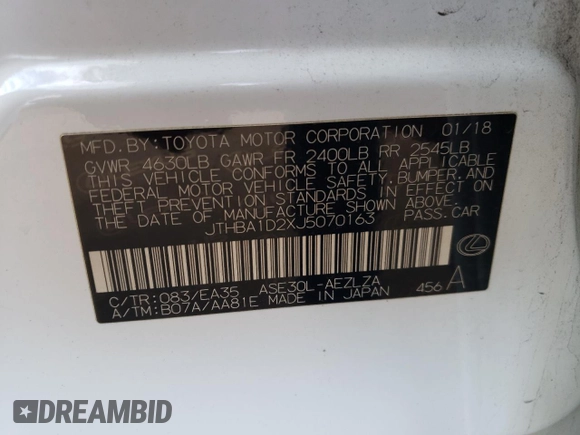 MFD. BY: TOYOTA MOTOR CORPORATION 01/18
GVWR 4630LB GAWR FR 2400LB RR 2545LB
THIS VEHICLE CONFORMS TO ALL APPLICABLE
FEDERAL MOTOR VEHICLE SAFETY, BUMPER, AND
THEFT PREVENTION STANDARDS IN EFFECT ON
THE DATE OF MANUFACTURE SHOWN ABOVE.
JTHBA1D2XJ5070163 PASS. CAR
C/TR: 083/EA35 ASE30L-AEZLZA 456 A
A/TM: B07A/AA81E MADE IN JAPAN
DREAMBID